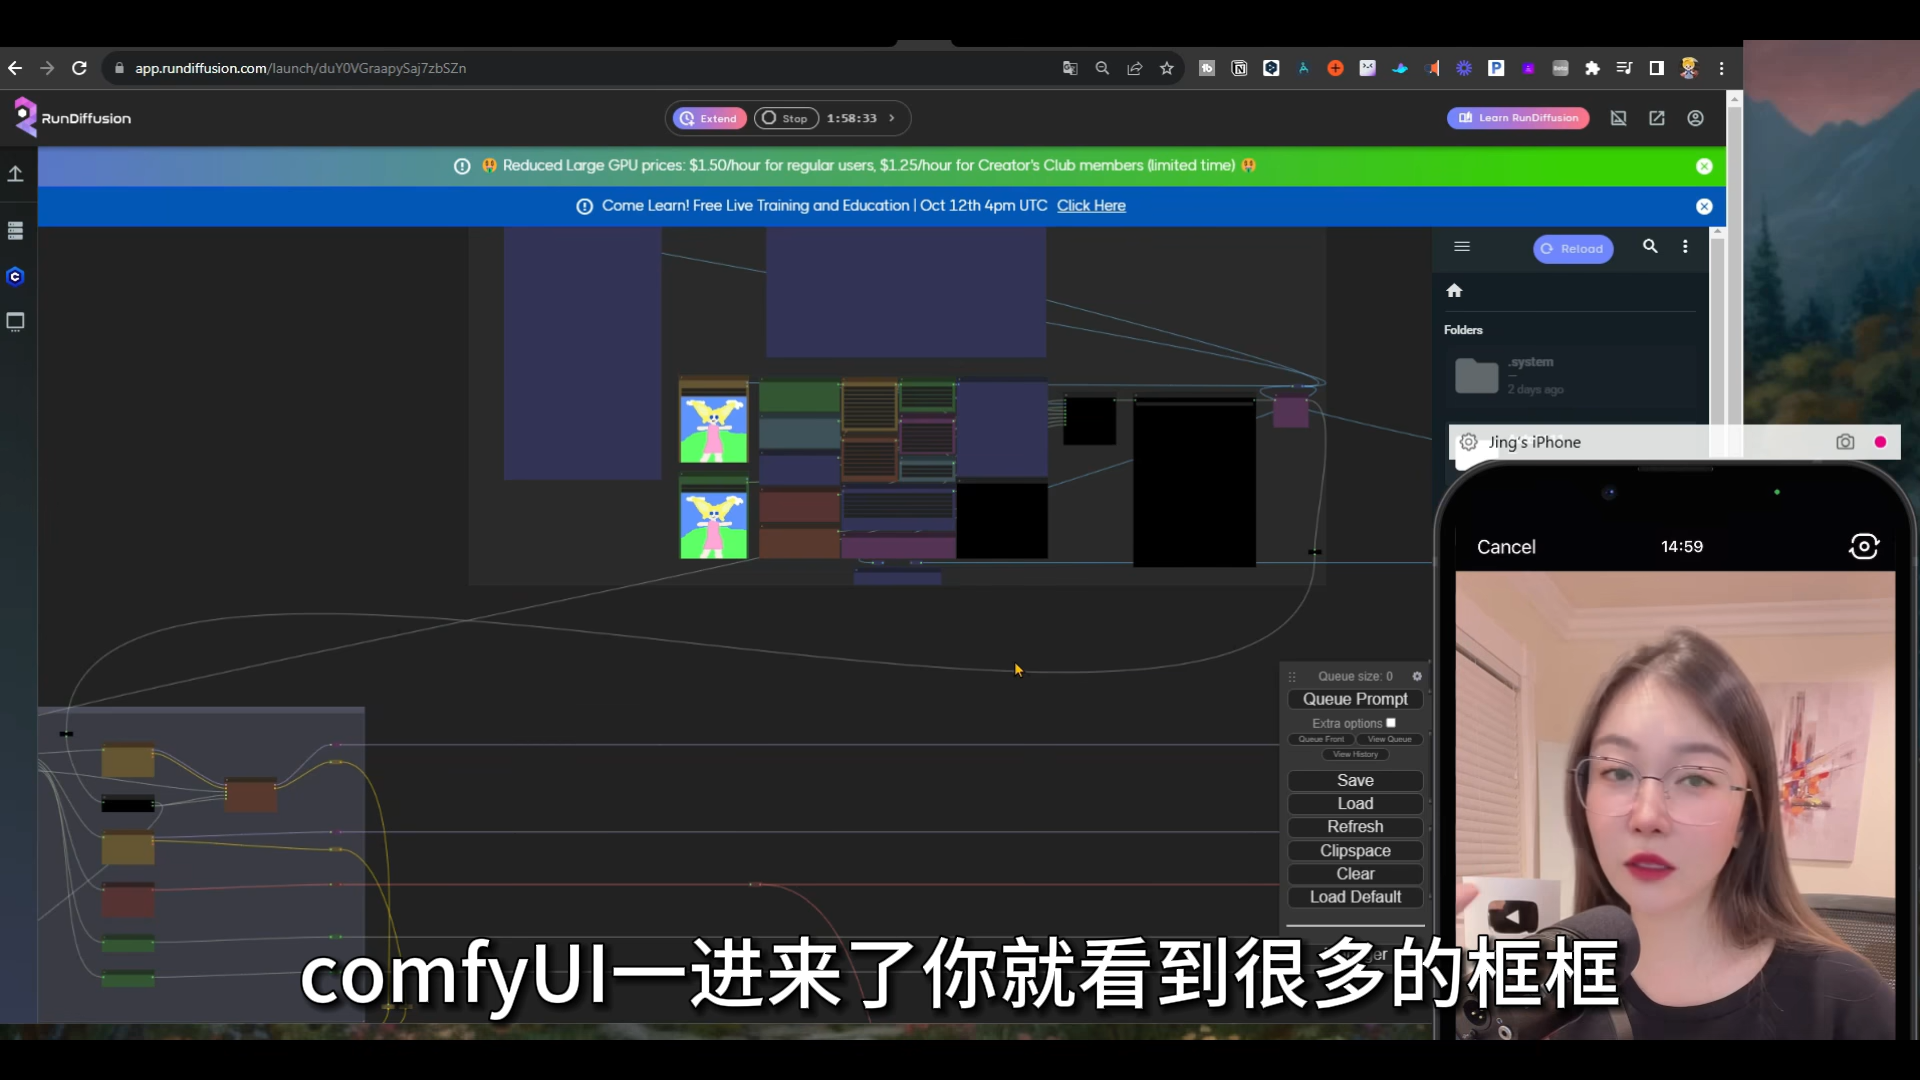 app.rundiffusion.com/launch/duY0VGraapySaj7zbSZn
RunDiffusion
Extend
Stop
1:58:33
Learn RunDiffusion
Reduced Large GPU prices: $1.50/hour for regular users, $1.25/hour for Creator's Club members (limited time)
Come Learn! Free Live Training and Education | Oct 12th 4pm UTC Click Here
Reload
Folders
.system
2 days ago
Jing's iPhone
Cancel
14:59
Queue size: 0
Queue Prompt
Extra options
Queue Front
View Queue
View History
Save
Load
Refresh
Clipspace
Clear
Load Default
comfyUI一进来了你就看到很多的框框